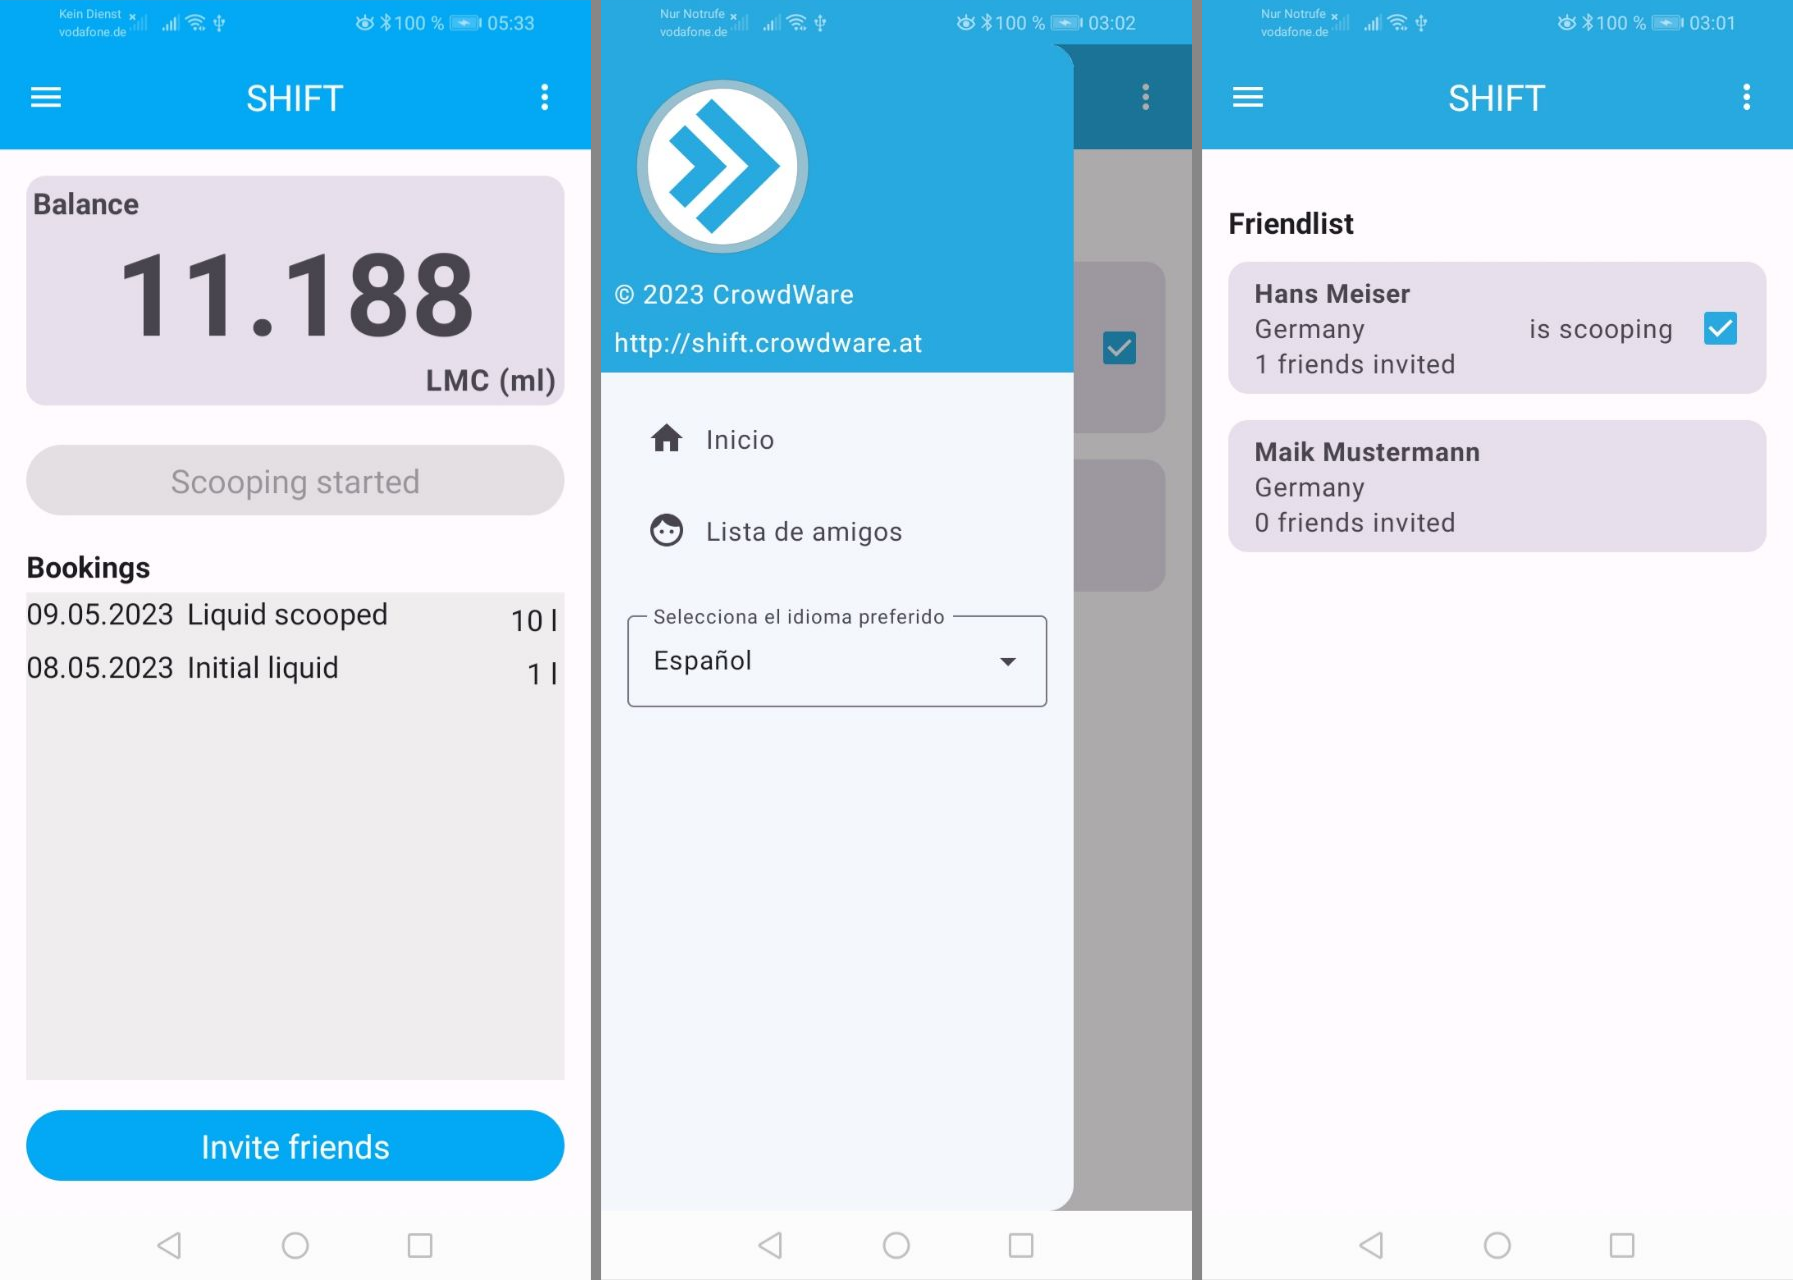 Kein Dienst
vodafone.de
100 %
05:33
SHIFT
Balance
11.188
LMC (ml)
Scooping started
Bookings
09.05.2023 Liquid scooped 10 l
08.05.2023 Initial liquid 1 l
Invite friends
Nur Notrufe
vodafone.de
100 %
03:02
© 2023 CrowdWare
http://shift.crowdware.at
Inicio
Lista de amigos
Selecciona el idioma preferido
Español
Nur Notrufe
vodafone.de
100 %
03:01
SHIFT
Friendlist
Hans Meiser
Germany
is scooping
1 friends invited
Maik Mustermann
Germany
0 friends invited